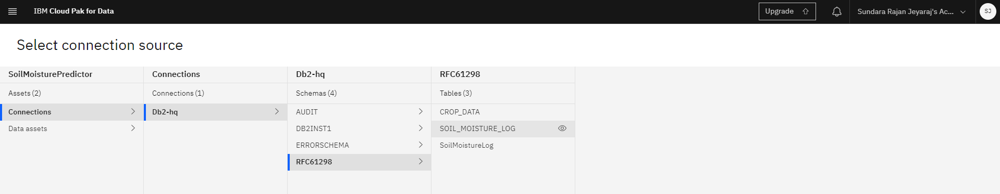 IBM Cloud Pak for Data
Upgrade
Sundara Rajan Jeyaraj's Ac...
SJ
Select connection source
SoilMoisturePredictor
Assets (2)
Connections
Data assets
Connections
Connections (1)
Db2-hq
Db2-hq
Schemas (4)
AUDIT
DB2INST1
ERRORSCHEMA
RFC61298
RFC61298
Tables (3)
CROP_DATA
SOIL_MOISTURE_LOG
SoilMoistureLog